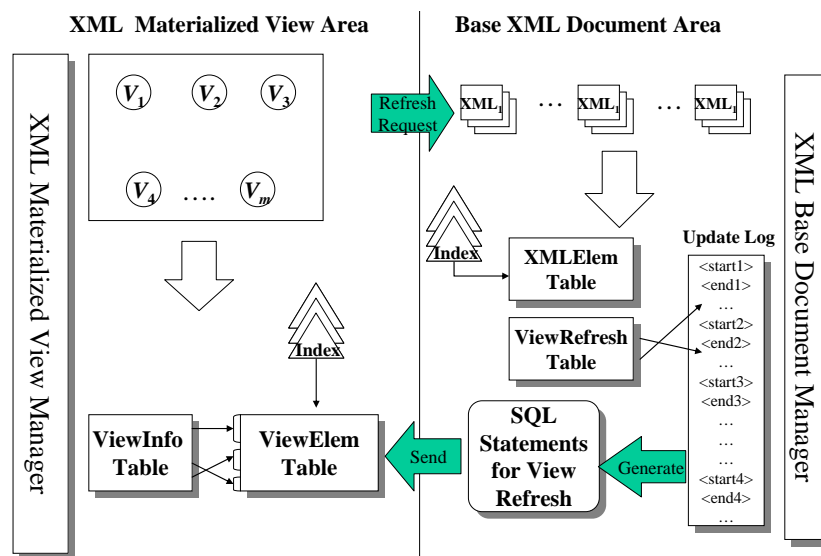 XML Materialized View Area
Base XML Document Area
XML Materialized View Manager
V1
V2
V3
V4
....
Vm
Refresh
Request
XML1
...
XML1
...
XML1
XML Base Document Manager
Index
XMLElem
Table
ViewRefresh
Table
Update Log
<start1>
<end1>
...
<start2>
<end2>
...
<start3>
<end3>
...
...
...
<start4>
<end4>
...
Index
ViewInfo
Table
ViewElem
Table
Send
SQL
Statements
for View
Refresh
Generate